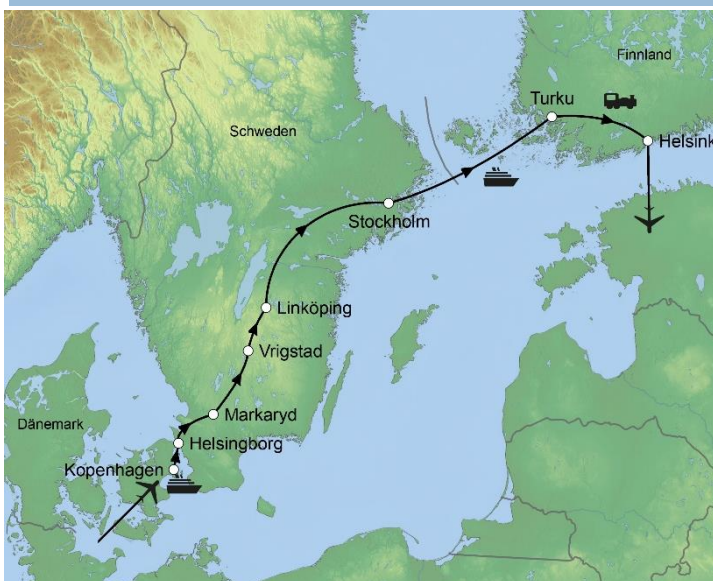 Finnland
Turku
Helsink
Schweden
Stockholm
Linköping
Vrigstad
Markaryd
Dänemark
Helsingborg
Kopenhagen